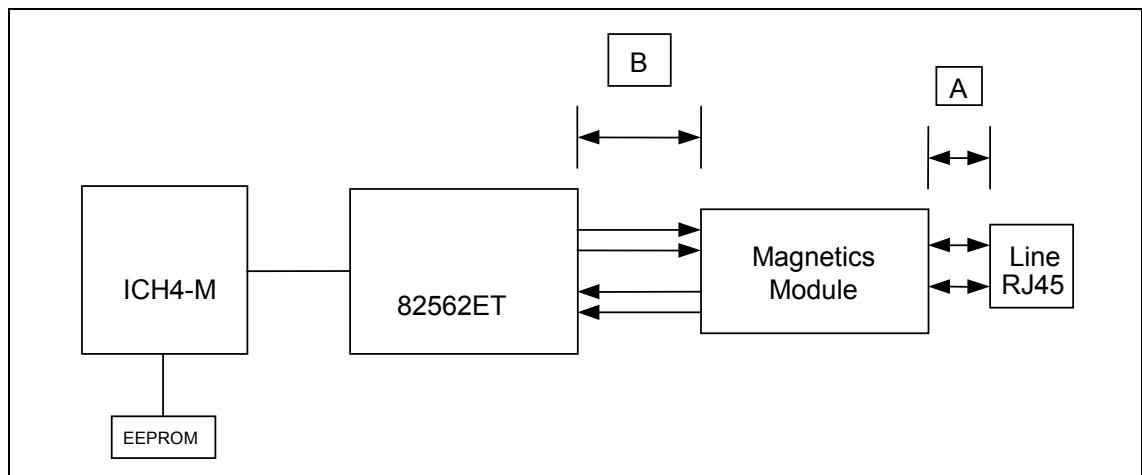 B
A
ICH4-M
82562ET
Magnetics
Module
Line
RJ45
EEPROM